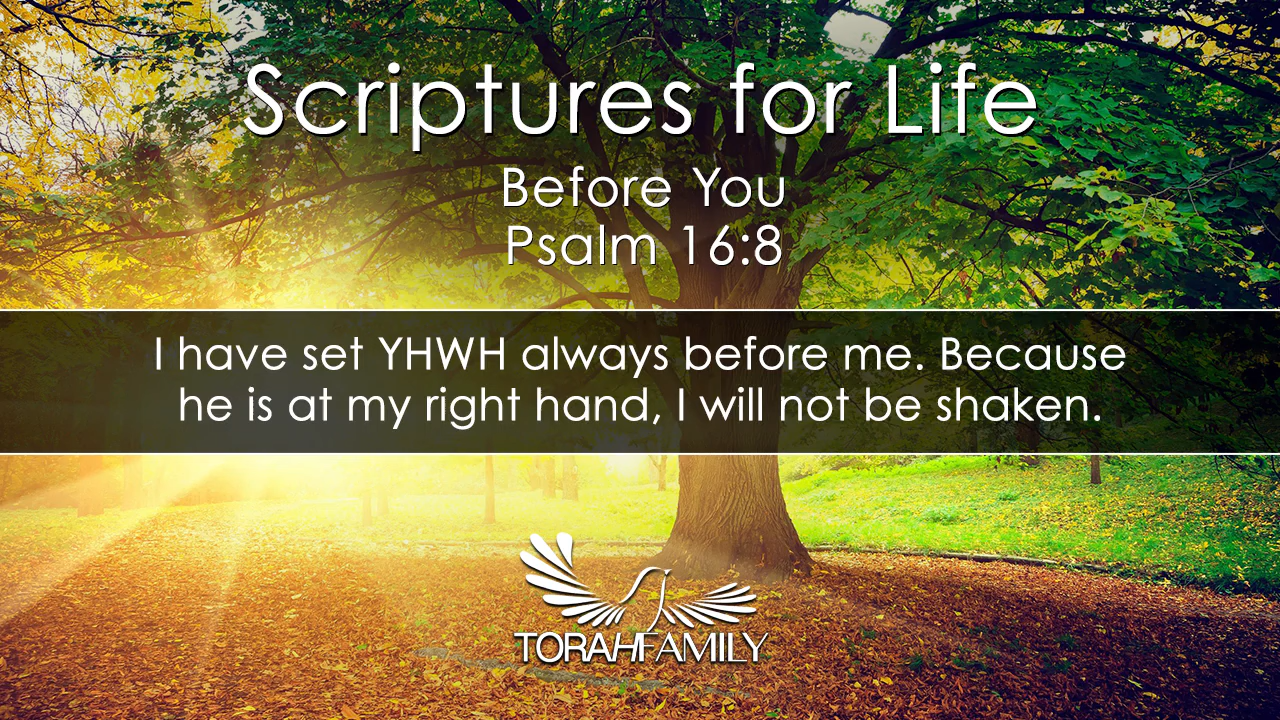 Scriptures for Life
Before You
Psalm 16:8
I have set YHWH always before me. Because
he is at my right hand, I will not be shaken.
TORAHFAMILY